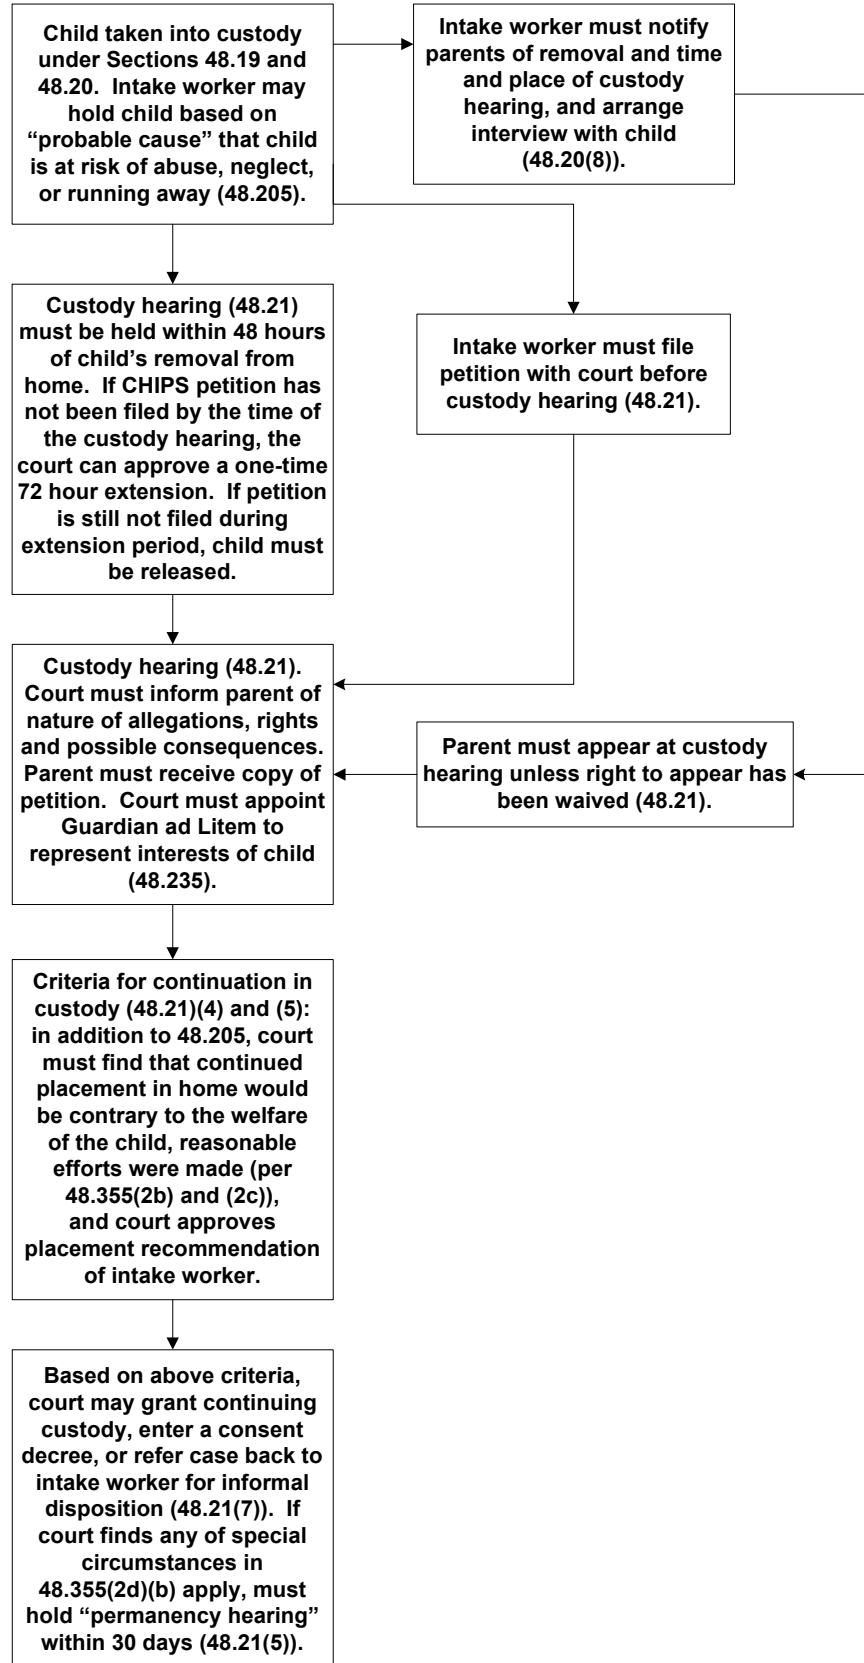 Child taken into custody
under Sections 48.19 and
48.20.  Intake worker may
hold child based on
“probable cause” that child
is at risk of abuse, neglect,
or running away (48.205).
Intake worker must notify
parents of removal and time
and place of custody
hearing, and arrange
interview with child
(48.20(8)).
Custody hearing (48.21)
must be held within 48 hours
of child’s removal from
home.  If CHIPS petition has
not been filed by the time of
the custody hearing, the
court can approve a one-time
72 hour extension.  If petition
is still not filed during
extension period, child must
be released.
Intake worker must file
petition with court before
custody hearing (48.21).
Custody hearing (48.21).
Court must inform parent of
nature of allegations, rights
and possible consequences.
Parent must receive copy of
petition.  Court must appoint
Guardian ad Litem to
represent interests of child
(48.235).
Parent must appear at custody
hearing unless right to appear has
been waived (48.21).
Criteria for continuation in
custody (48.21)(4) and (5):
in addition to 48.205, court
must find that continued
placement in home would
be contrary to the welfare
of the child, reasonable
efforts were made (per
48.355(2b) and (2c)),
and court approves
placement recommendation
of intake worker.
Based on above criteria,
court may grant continuing
custody, enter a consent
decree, or refer case back to
intake worker for informal
disposition (48.21(7)).  If
court finds any of special
circumstances in
48.355(2d)(b) apply, must
hold “permanency hearing”
within 30 days (48.21(5)).